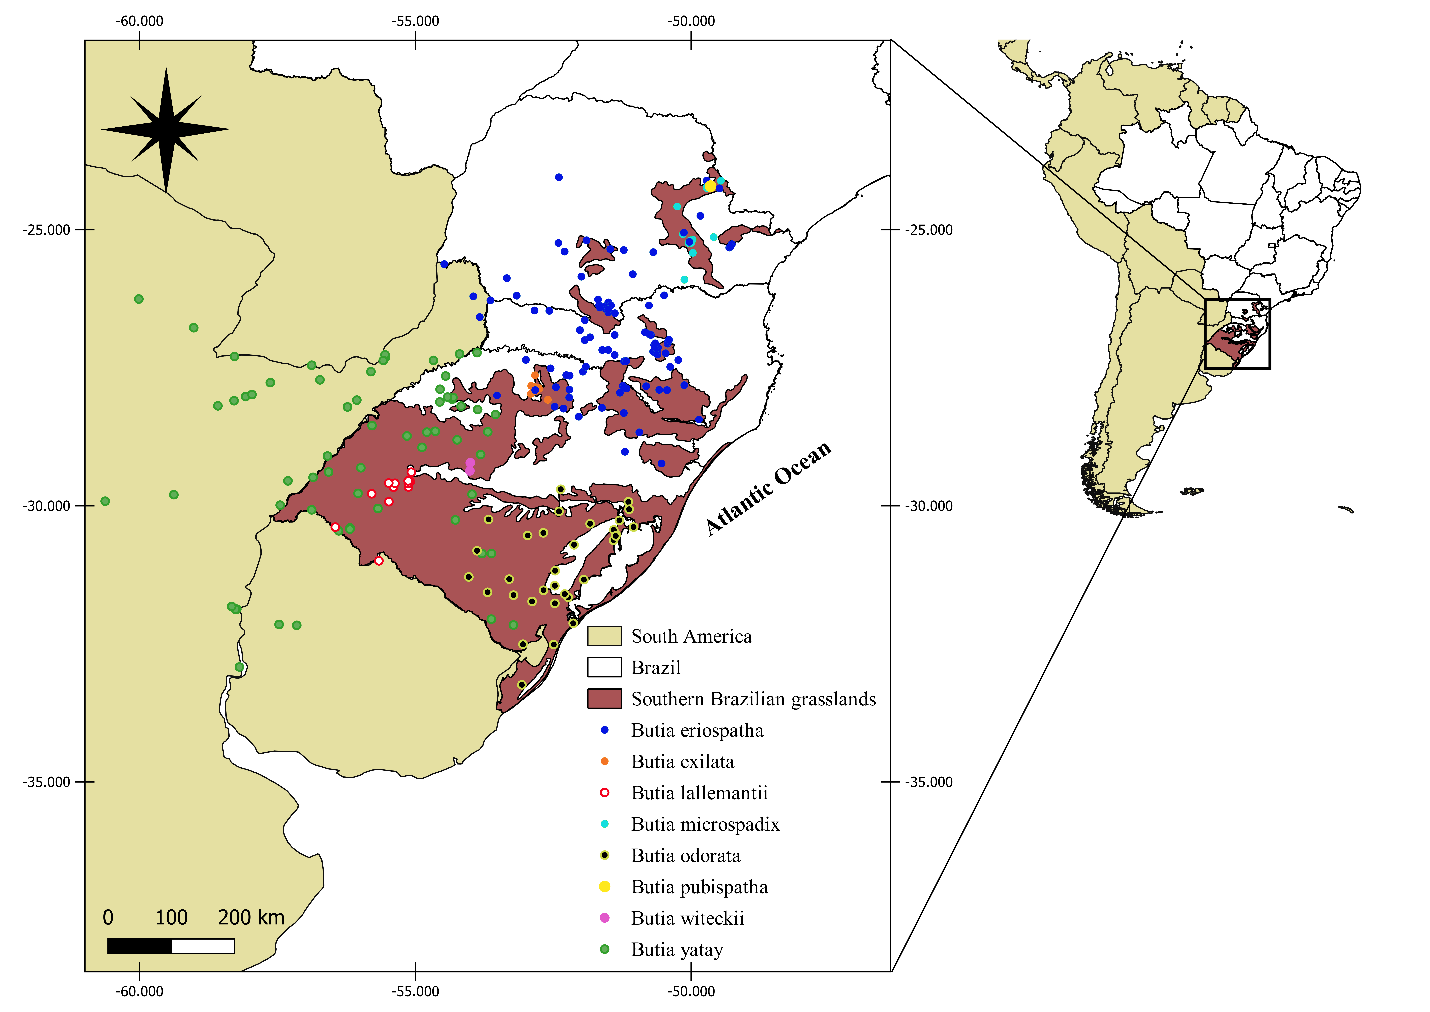 -60.000 -55.000 -50.000
-25.000 -25.000
Atlantic Ocean
-30.000 -30.000
South America
Brazil
Southern Brazilian grasslands
Butia eriospatha
Butia exilata
-35.000 -35.000
Butia lallemantii
Butia microspadix
Butia odorata
Butia pubispatha
0 100 200 km
Butia witeckii
Butia yatay
-60.000 -55.000 -50.000